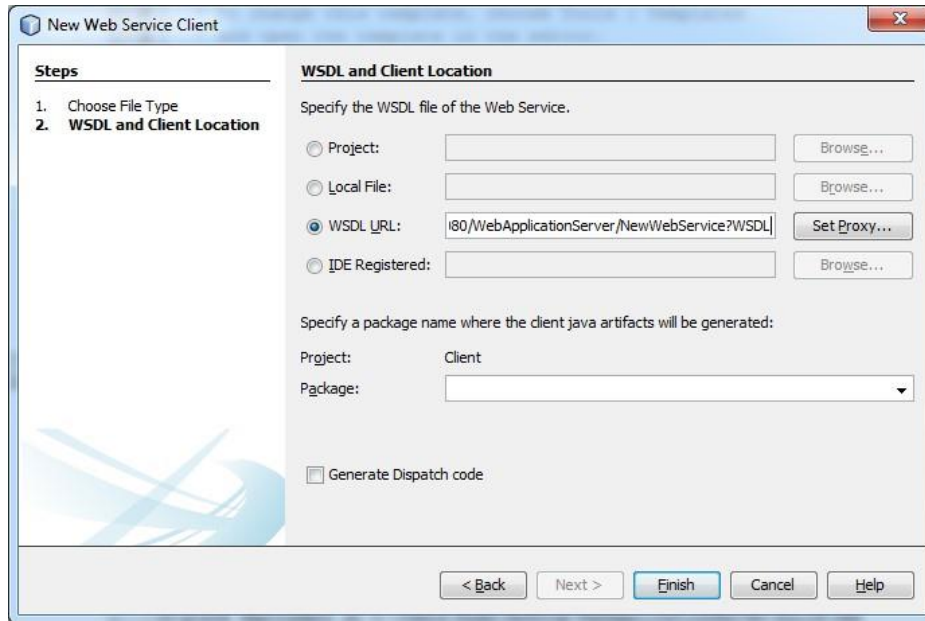 New Web Service Client
Steps
1. Choose File Type
2. WSDL and Client Location
WSDL and Client Location
Specify the WSDL file of the Web Service.
Project:
Browse...
Local File:
Browse...
WSDL URL:
080/WebApplicationServer/NewWebService?WSDL
Set Proxy...
IDE Registered:
Browse...
Specify a package name where the client java artifacts will be generated:
Project: Client
Package:
Generate Dispatch code
< Back
Next >
Finish
Cancel
Help